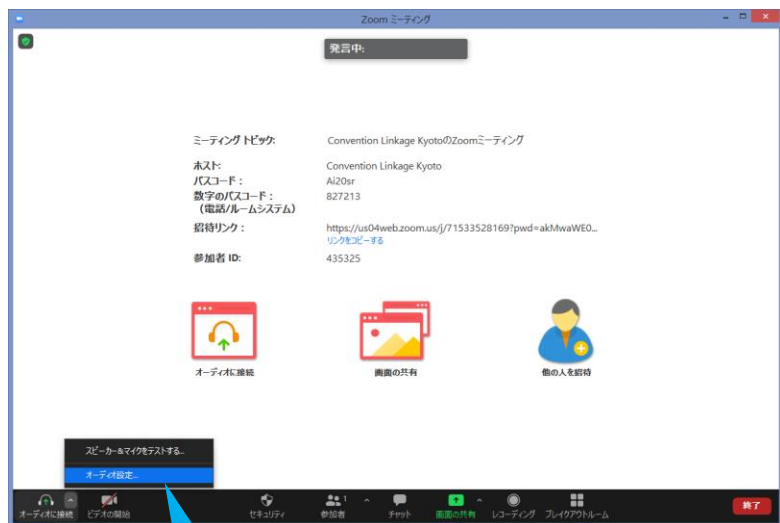 Zoom ミーティング
発言中:
ミーティング トピック: Convention Linkage KyotoのZoomミーティング
ホスト: Convention Linkage Kyoto
パスコード: Ai20sr
数字のパスコード: 827213
(電話/ルームシステム)
招待リンク: https://us04web.zoom.us/j/71533528169?pwd=akMwaWE0...
リンクをコピーする
参加者 ID: 435325
オーディオに接続 画面の共有 他の人を招待
スピーカー&マイクをテストする...
オーディオ設定...
オーディオに接続 ビデオの開始 セキュリティ 参加者 1 チャット 画面の共有 レコーディング ブレイクアウトルーム 終了